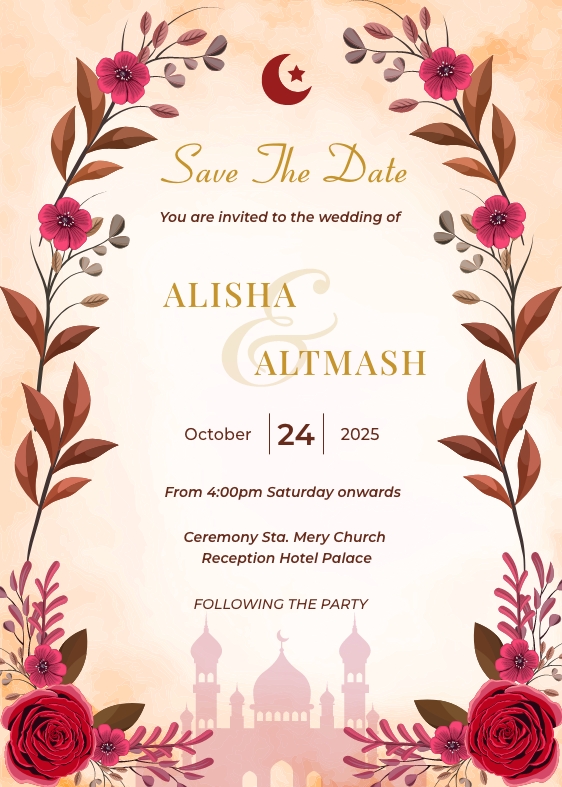 Save The Date
You are invited to the wedding of
ALISHA
&
ALTMASH
October 24 2025
From 4:00pm Saturday onwards
Ceremony Sta. Mery Church
Reception Hotel Palace
FOLLOWING THE PARTY